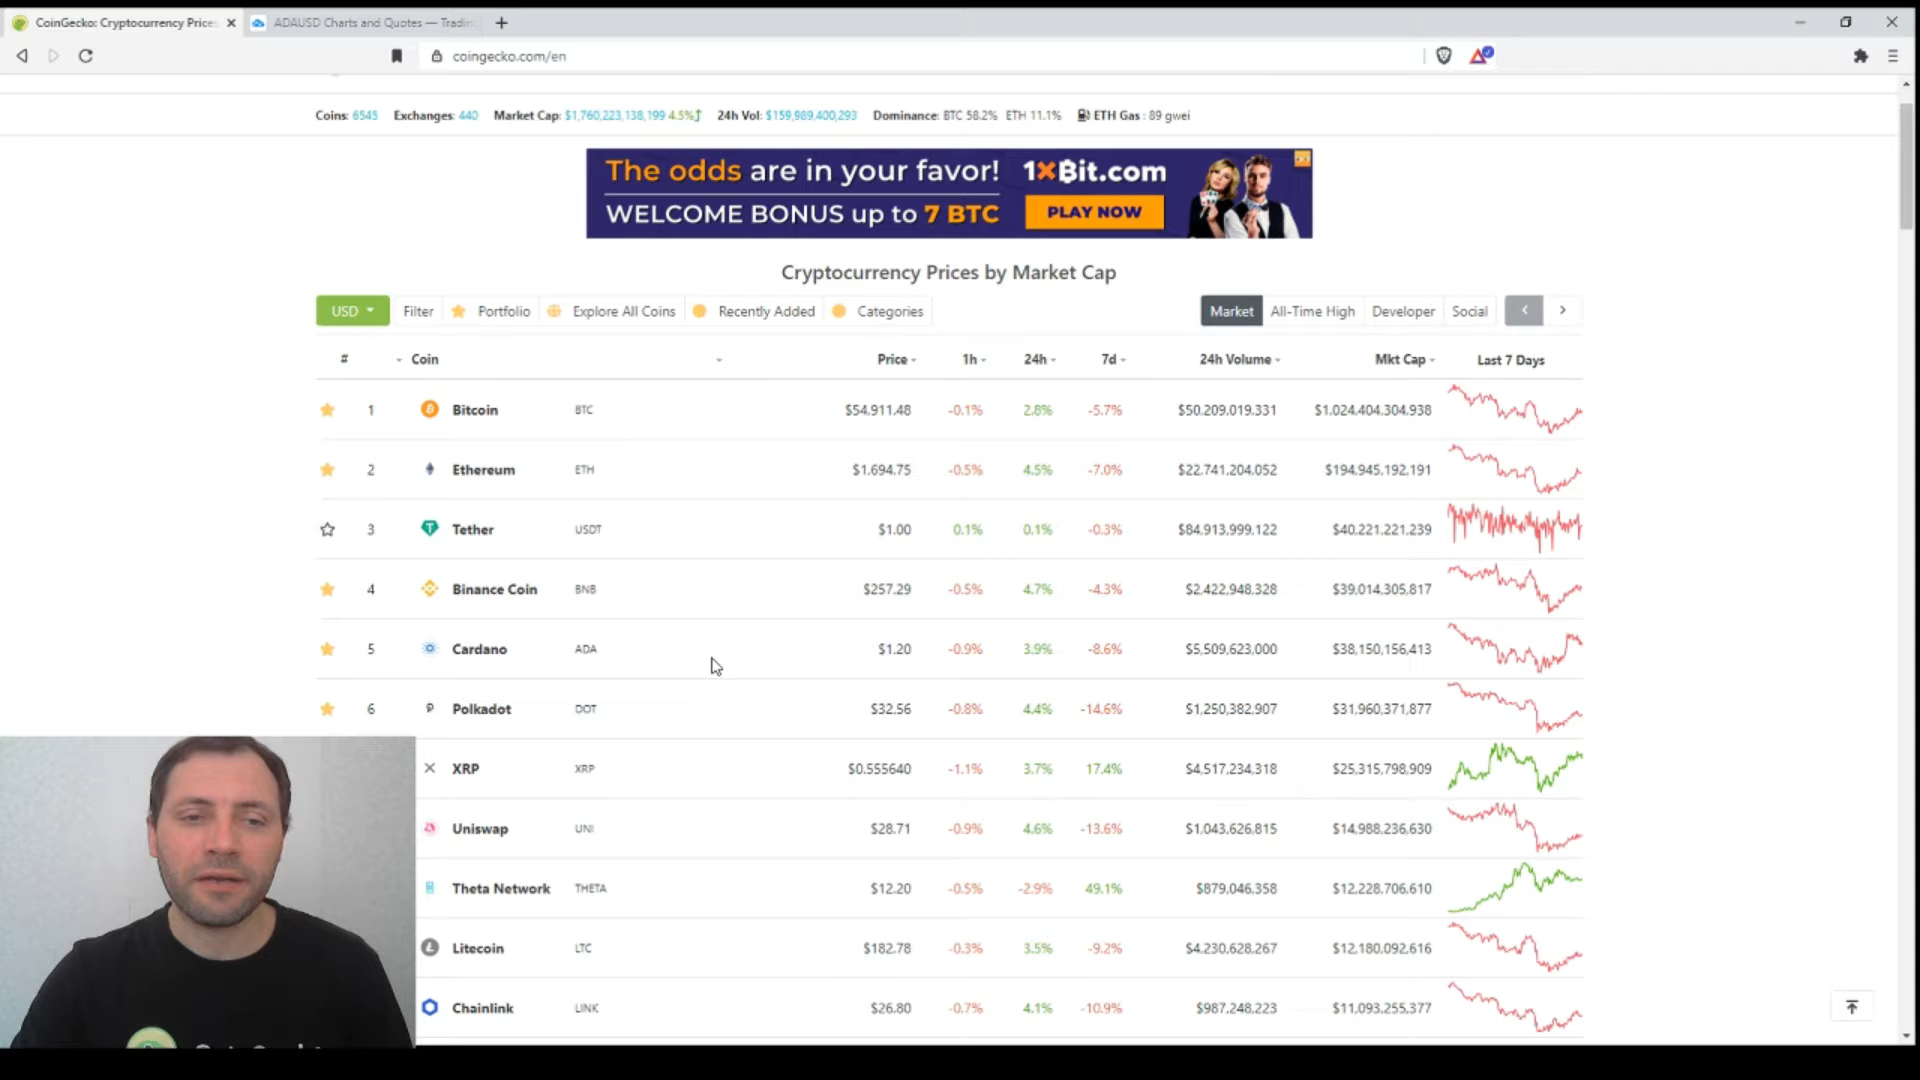 CoinGecko: Cryptocurrency Prices
ADAUSD Charts and Quotes — Trading
coingecko.com/en
Coins: 6545 Exchanges: 440 Market Cap: $1,760,223,138,199 4.5% 24h Vol: $159,989,400,293 Dominance: BTC 58.2% ETH 11.1% ETH Gas : 89 gwei
The odds are in your favor! 1xBit.com
WELCOME BONUS up to 7 BTC PLAY NOW
Cryptocurrency Prices by Market Cap
USD Filter Portfolio Explore All Coins Recently Added Categories Market All-Time High Developer Social
# Coin Price 1h 24h 7d 24h Volume Mkt Cap Last 7 Days
1 Bitcoin BTC $54,911.48 -0.1% 2.8% -5.7% $50,209,019,331 $1,024,404,304,938
2 Ethereum ETH $1,694.75 -0.5% 4.5% -7.0% $22,741,204,052 $194,945,192,191
3 Tether USDT $1.00 0.1% 0.1% -0.3% $84,913,999,122 $40,221,221,239
4 Binance Coin BNB $257.29 -0.5% 4.7% -4.3% $2,422,948,328 $39,014,305,817
5 Cardano ADA $1.20 -0.9% 3.9% -8.6% $5,509,623,000 $38,150,156,413
6 Polkadot DOT $32.56 -0.8% 4.4% -14.6% $1,250,382,907 $31,960,371,877
XRP XRP $0.555640 -1.1% 3.7% 17.4% $4,517,234,318 $25,315,798,909
Uniswap UNI $28.71 -0.9% 4.6% -13.6% $1,043,626,815 $14,988,236,630
Theta Network THETA $12.20 -0.5% -2.9% 49.1% $879,046,358 $12,228,706,610
Litecoin LTC $182.78 -0.3% 3.5% -9.2% $4,230,628,267 $12,180,092,616
Chainlink LINK $26.80 -0.7% 4.1% -10.9% $987,248,223 $11,093,255,377